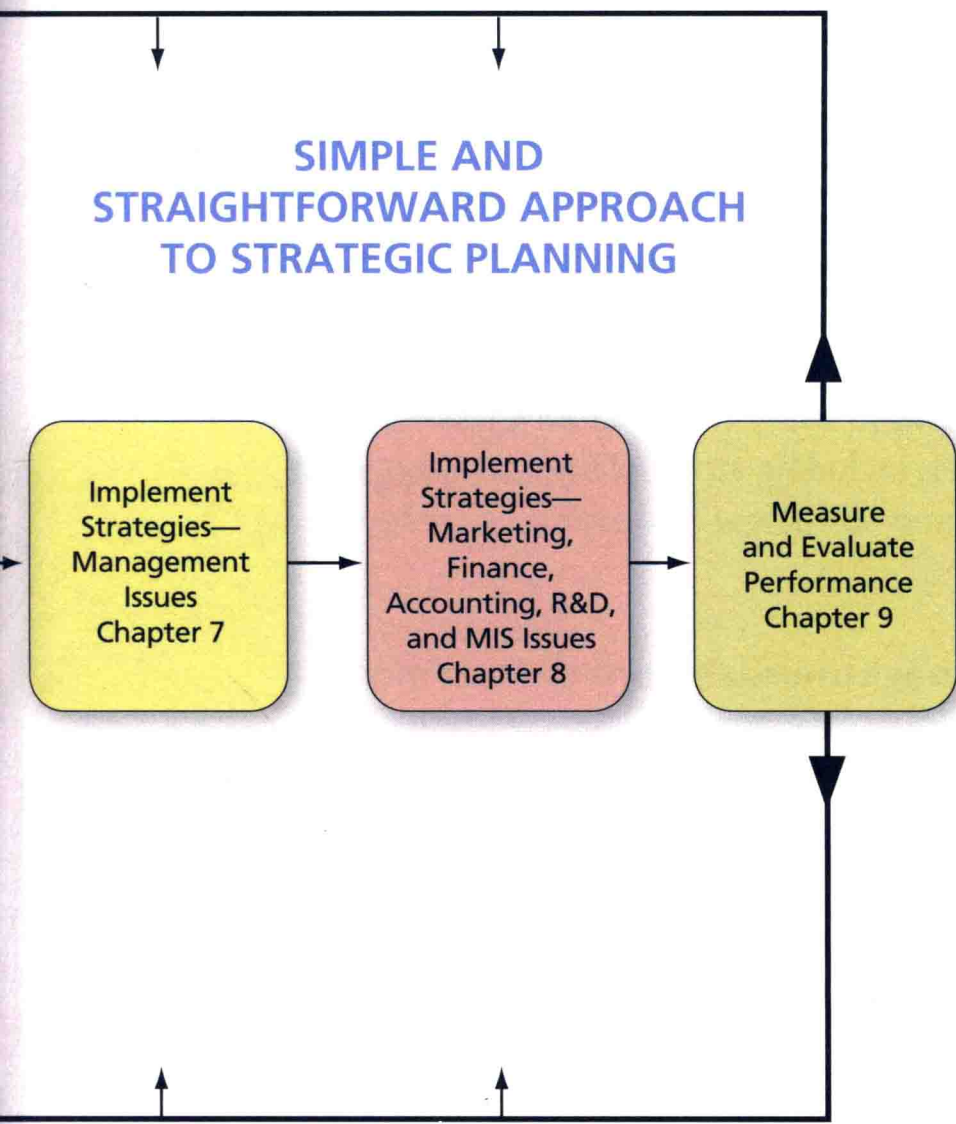 SIMPLE AND
STRAIGHTFORWARD APPROACH
TO STRATEGIC PLANNING
Implement
Strategies—
Management
Issues
Chapter 7
Implement
Strategies—
Marketing,
Finance,
Accounting, R&D,
and MIS Issues
Chapter 8
Measure
and Evaluate
Performance
Chapter 9